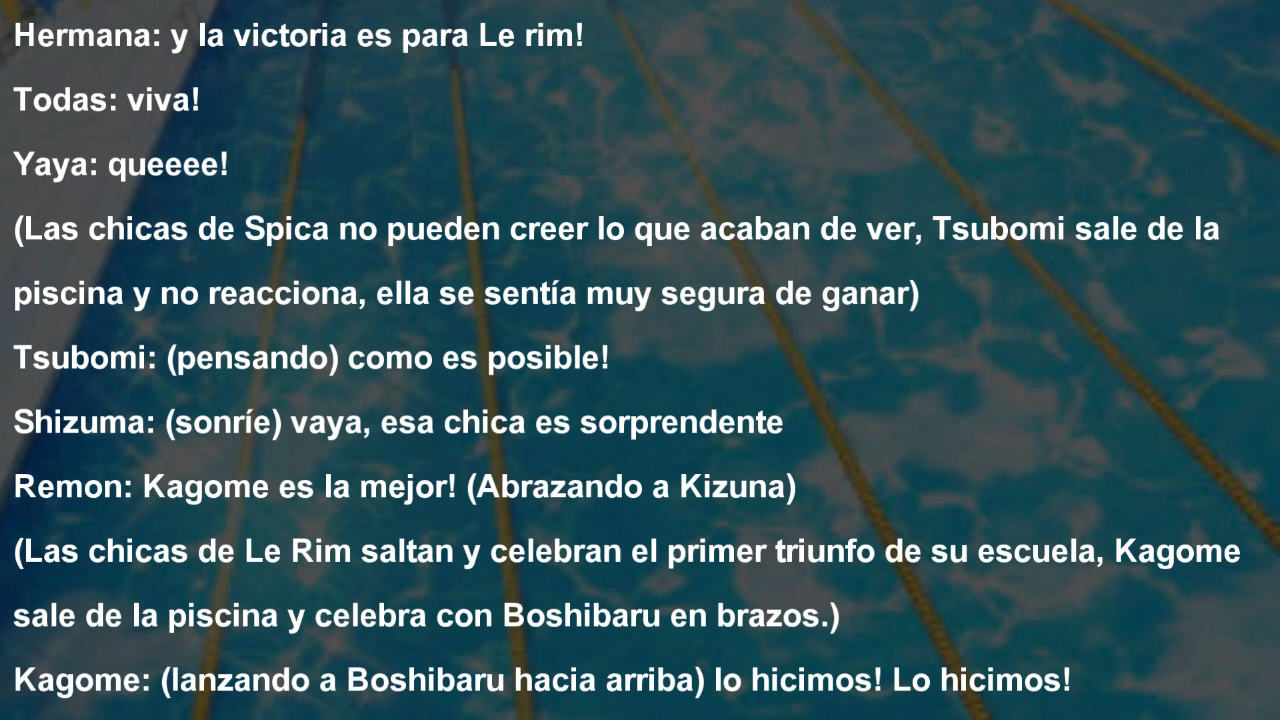 Hermana: y la victoria es para Le rim!
Todas: viva!
Yaya: queeee!
(Las chicas de Spica no pueden creer lo que acaban de ver, Tsubomi sale de la
piscina y no reacciona, ella se sentía muy segura de ganar)
Tsubomi: (pensando) como es posible!
Shizuma: (sonríe) vaya, esa chica es sorprendente
Remon: Kagome es la mejor! (Abrazando a Kizuna)
(Las chicas de Le Rim saltan y celebran el primer triunfo de su escuela, Kagome
sale de la piscina y celebra con Boshibaru en brazos.)
Kagome: (lanzando a Boshibaru hacia arriba) lo hicimos! Lo hicimos!